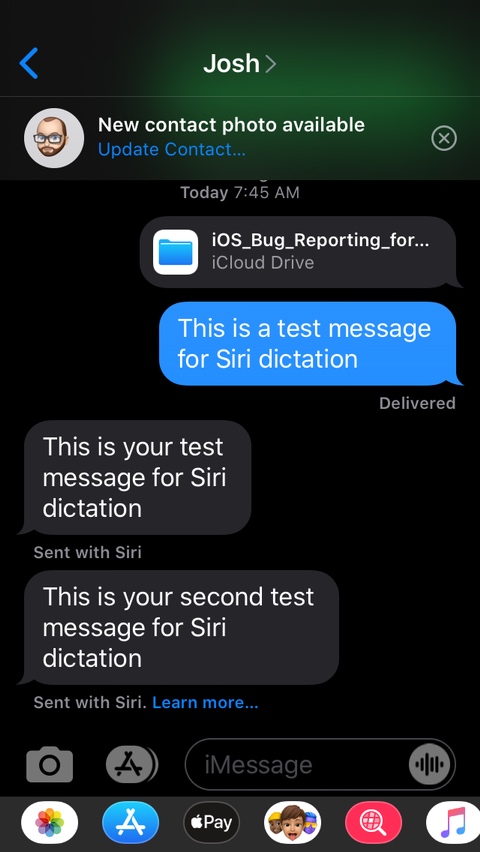 Josh
New contact photo available
Update Contact...
Today 7:45 AM
iOS_Bug_Reporting_for...
iCloud Drive
This is a test message
for Siri dictation
Delivered
This is your test
message for Siri
dictation
Sent with Siri
This is your second test
message for Siri
dictation
Sent with Siri. Learn more...
iMessage
Pay